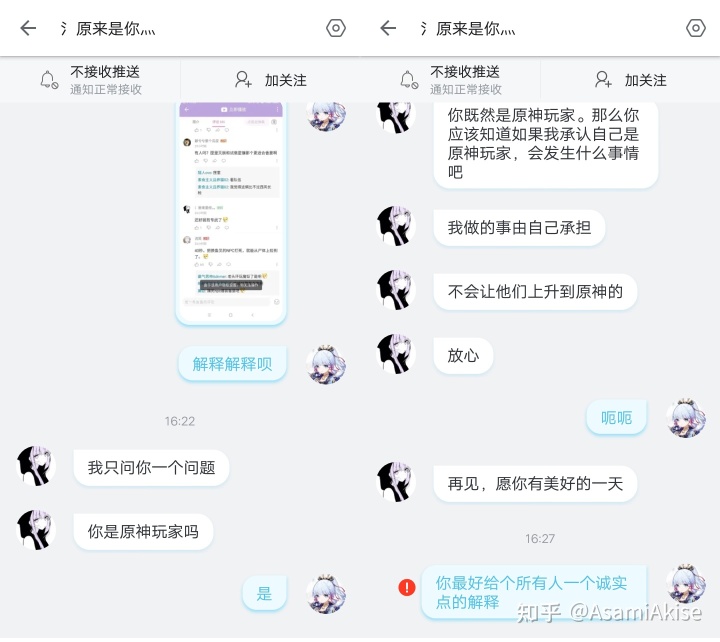 氵原来是你灬
不接收推送
通知正常接收
加关注
解释解释呗
16:22
我只问你一个问题
你是原神玩家吗
是
氵原来是你灬
不接收推送
通知正常接收
加关注
你既然是原神玩家。那么你
应该知道如果我承认自己是
原神玩家，会发生什么事情
吧
我做的事由自己承担
不会让他们上升到原神的
放心
呃呃
再见，愿你有美好的一天
16:27
你最好给个所有人一个诚实
点的解释
知乎 @AsamiAkise